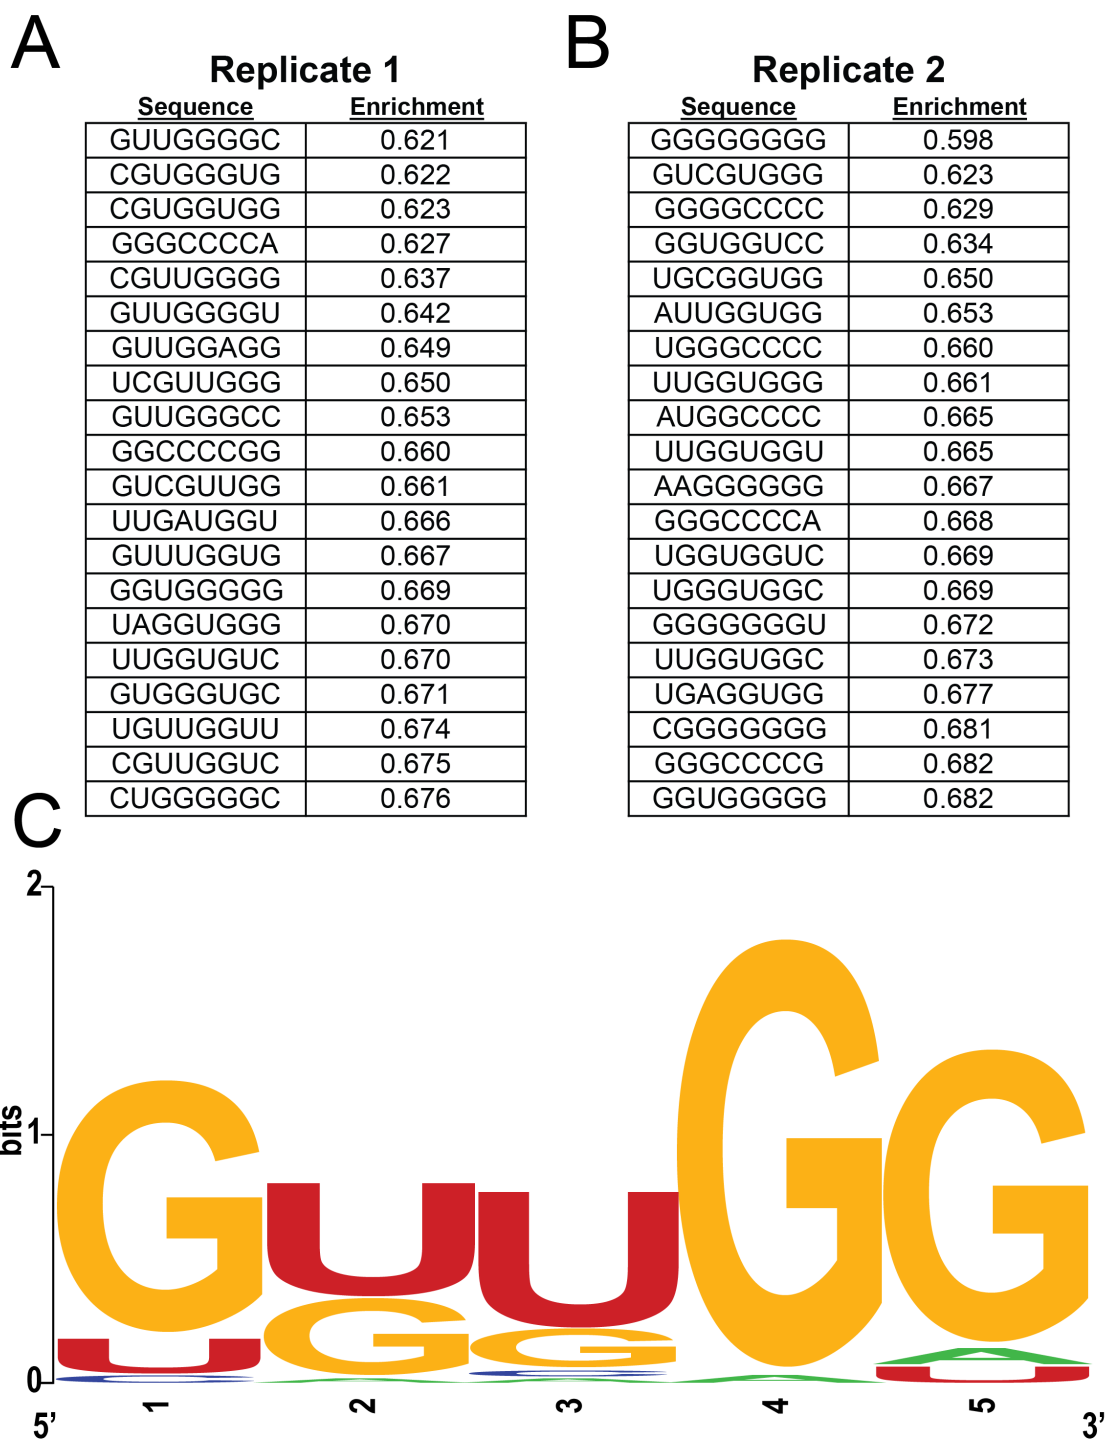 A
Replicate 1
Sequence Enrichment
GUUGGGGC 0.621
CGUGGGUG 0.622
CGUGGUGG 0.623
GGGCCCCA 0.627
CGUUGGGG 0.637
GUUGGGGU 0.642
GUUGGAGG 0.649
UCGUUGGG 0.650
GUUGGGCC 0.653
GGCCCCGG 0.660
GUCGUUGG 0.661
UUGAUGGU 0.666
GUUUGGUG 0.667
GGUGGGGG 0.669
UAGGUGGG 0.670
UUGGUGUC 0.670
GUGGGUGC 0.671
UGUUGGUU 0.674
CGUUGGUC 0.675
CUGGGGGC 0.676
B
Replicate 2
Sequence Enrichment
GGGGGGGG 0.598
GUCGUGGG 0.623
GGGGCCCC 0.629
GGUGGUCC 0.634
UGCGGUGG 0.650
AUUGGUGG 0.653
UGGGCCCC 0.660
UUGGUGGG 0.661
AUGGCCCC 0.665
UUGGUGGU 0.665
AAGGGGGG 0.667
GGGCCCCA 0.668
UGGUGGUC 0.669
UGGGUGGC 0.669
GGGGGGGU 0.672
UUGGUGGC 0.673
UGAGGUGG 0.677
CGGGGGGG 0.681
GGGCCCCG 0.682
GGUGGGGG 0.682
C
2
1
0
bits
G U U G G
U G G A A
C A C U
A
5’ 1 2 3 4 5 3’